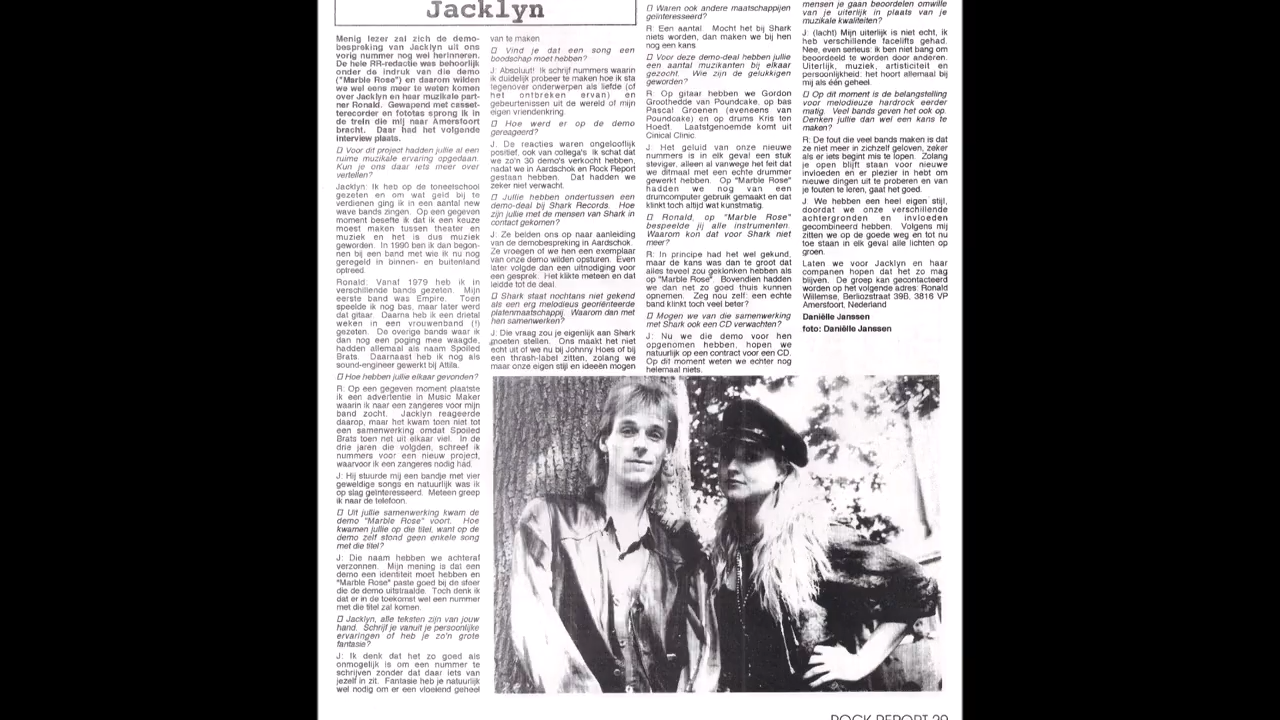 Jacklyn
Menig lezer zal zich de demo-
bespreking van Jacklyn uit ons
vorig nummer nog wel herinneren.
De hele RR-redactie was behoorlijk
onder de indruk van die demo
("Marble Rose") en daarom wilden
we wel eens meer te weten komen
over Jacklyn en haar muzikale part-
ner Ronald. Gewapend met casset-
terecorder en fototas sprong ik in
de trein die mij naar Amersfoort
bracht. Daar had het volgende
interview plaats.
Voor dit project hadden jullie al een
ruime muzikale ervaring opgedaan.
Kun je ons daar iets meer over
vertellen?
Jacklyn: Ik heb op de toneelschool
gezeten en om wat geld bij te
verdienen ging ik in een aantal new
wave bands zingen. Op een gegeven
moment besefte ik dat ik een keuze
moest maken tussen theater en
muziek en het is dus muziek
geworden. In 1990 ben ik dan begon-
nen bij een band met wie ik nu nog
geregeld in binnen- en buitenland
optreed.
Ronald: Vanaf 1979 heb ik in
verschillende bands gezeten. Mijn
eerste band was Empire. Toen
speelde ik nog bas, maar later werd
dat gitaar. Daarna heb ik een drietal
weken in een vrouwenband (!)
gezeten. De overige bands waar ik
dan nog een poging mee waagde,
hadden allemaal als naam Spoiled
Brats. Daarnaast heb ik nog als
sound-engineer gewerkt bij Attila.
Hoe hebben jullie elkaar gevonden?
R: Op een gegeven moment plaatste
ik een advertentie in Music Maker
waarin ik naar een zangeres voor mijn
band zocht. Jacklyn reageerde
daarop, maar het kwam toen niet tot
een samenwerking omdat Spoiled
Brats toen net uit elkaar viel. In de
drie jaren die volgden, schreef ik
nummers voor een nieuw project,
waarvoor ik een zangeres nodig had.
J: Hij stuurde mij een bandje met vier
geweldige songs en natuurlijk was ik
op slag geïnteresseerd. Meteen greep
ik naar de telefoon.
Uit jullie samenwerking kwam de
demo "Marble Rose" voort. Hoe
kwamen jullie op die titel, want op de
demo zelf stond geen enkele song
met die titel?
J: Die naam hebben we achteraf
verzonnen. Mijn mening is dat een
demo een identiteit moet hebben en
"Marble Rose" paste goed bij de sfeer
die de demo uitstraalde. Toch denk ik
dat er in de toekomst wel een nummer
met die titel zal komen.
Jacklyn, alle teksten zijn van jouw
hand. Schrijf je vanuit je persoonlijke
ervaringen of heb je zo'n grote
fantasie?
J: Ik denk dat het zo goed als
onmogelijk is om een nummer te
schrijven zonder dat daar iets van
jezelf in zit. Fantasie heb je natuurlijk
wel nodig om er een vloeiend geheel
van te maken.
Vind je dat een song een
boodschap moet hebben?
J: Absoluut! Ik schrijf nummers waarin
ik duidelijk probeer te maken hoe ik sta
tegenover onderwerpen als liefde (of
het ontbreken ervan) en
gebeurtenissen uit de wereld of mijn
eigen vriendenkring.
Hoe werd er op de demo
gereageerd?
J: De reacties waren ongelooflijk
positief, ook van collega's. Ik schat dat
we zo'n 30 demo's verkocht hebben,
nadat we in Aardschok en Rock Report
gestaan hebben. Dat hadden we
zeker niet verwacht.
Jullie hebben ondertussen een
demo-deal bij Shark Records. Hoe
zijn jullie met de mensen van Shark in
contact gekomen?
J: Ze belden ons op naar aanleiding
van de demobespreking in Aardschok.
Ze vroegen of we hen een exemplaar
van onze demo wilden opsturen. Even
later volgde dan een uitnodiging voor
een gesprek. Het klikte meteen en dat
leidde tot de deal.
Shark staat nochtans niet gekend
als een erg melodieus georiënteerde
platenmaatschappij. Waarom dan met
hen samenwerken?
J: Die vraag zou je eigenlijk aan Shark
moeten stellen. Ons maakt het niet
echt uit of we nu bij Johnny Hoes of bij
een thrash-label zitten, zolang we
maar onze eigen stijl en ideeën mogen
Waren ook andere maatschappijen
geïnteresseerd?
R: Een aantal. Mocht het bij Shark
niets worden, dan maken we bij hen
nog een kans.
Voor deze demo-deal hebben jullie
een aantal muzikanten bij elkaar
gezocht. Wie zijn de gelukkigen
geworden?
R: Op gitaar hebben we Gordon
Groothedde van Poundcake, op bas
Pascal Groenen (eveneens van
Poundcake) en op drums Kris ten
Hoedt. Laatstgenoemde komt uit
Cinical Clinic.
J: Het geluid van onze nieuwe
nummers is in elk geval een stuk
steviger, alleen al vanwege het feit dat
we ditmaal met een echte drummer
gewerkt hebben. Op "Marble Rose"
hadden we nog van een
drumcomputer gebruik gemaakt en dat
klinkt toch altijd wat kunstmatig.
Ronald, op "Marble Rose"
bespeelde jij alle instrumenten.
Waarom kon dat voor Shark niet
meer?
R: In principe had het wel gekund,
maar de kans was dan te groot dat
alles teveel zou geklonken hebben als
op "Marble Rose". Bovendien hadden
we dan net zo goed thuis kunnen
opnemen. Zeg nou zelf: een echte
band klinkt toch veel beter?
Mogen we van die samenwerking
met Shark ook een CD verwachten?
J: Nu we die demo voor hen
opgenomen hebben, hopen we
natuurlijk op een contract voor een CD.
Op dit moment weten we echter nog
helemaal niets.
mensen je gaan beoordelen omwille
van je uiterlijk in plaats van je
muzikale kwaliteiten?
J: (lacht) Mijn uiterlijk is niet echt, ik
heb verschillende facelifts gehad.
Nee, even serieus: ik ben niet bang om
beoordeeld te worden door anderen.
Uiterlijk, muziek, artisticiteit en
persoonlijkheid: het hoort allemaal bij
mij als één geheel.
Op dit moment is de belangstelling
voor melodieuze hardrock eerder
matig. Veel bands geven het ook op.
Denken jullie dan wel een kans te
maken?
R: De fout die veel bands maken is dat
ze niet meer in zichzelf geloven, zeker
als er iets begint mis te lopen. Zolang
je open blijft staan voor nieuwe
invloeden en er plezier in hebt om
nieuwe dingen uit te proberen en van
je fouten te leren, gaat het goed.
J: We hebben een heel eigen stijl,
doordat we onze verschillende
achtergronden en invloeden
gecombineerd hebben. Volgens mij
zitten we op de goede weg en tot nu
toe staan in elk geval alle lichten op
groen.
Laten we voor Jacklyn en haar
companen hopen dat het zo mag
blijven. De groep kan gecontacteerd
worden op het volgende adres: Ronald
Willemse, Berliozstraat 39B, 3816 VP
Amersfoort, Nederland
Daniëlle Janssen
foto: Daniëlle Janssen
ROCK REPORT 29